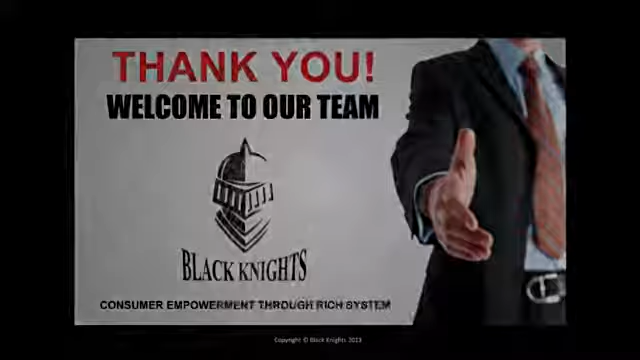 THANK YOU!
WELCOME TO OUR TEAM
BLACK KNIGHTS
CONSUMER EMPOWERMENT THROUGH RICH SYSTEM
Copyright © Black Knights 2013